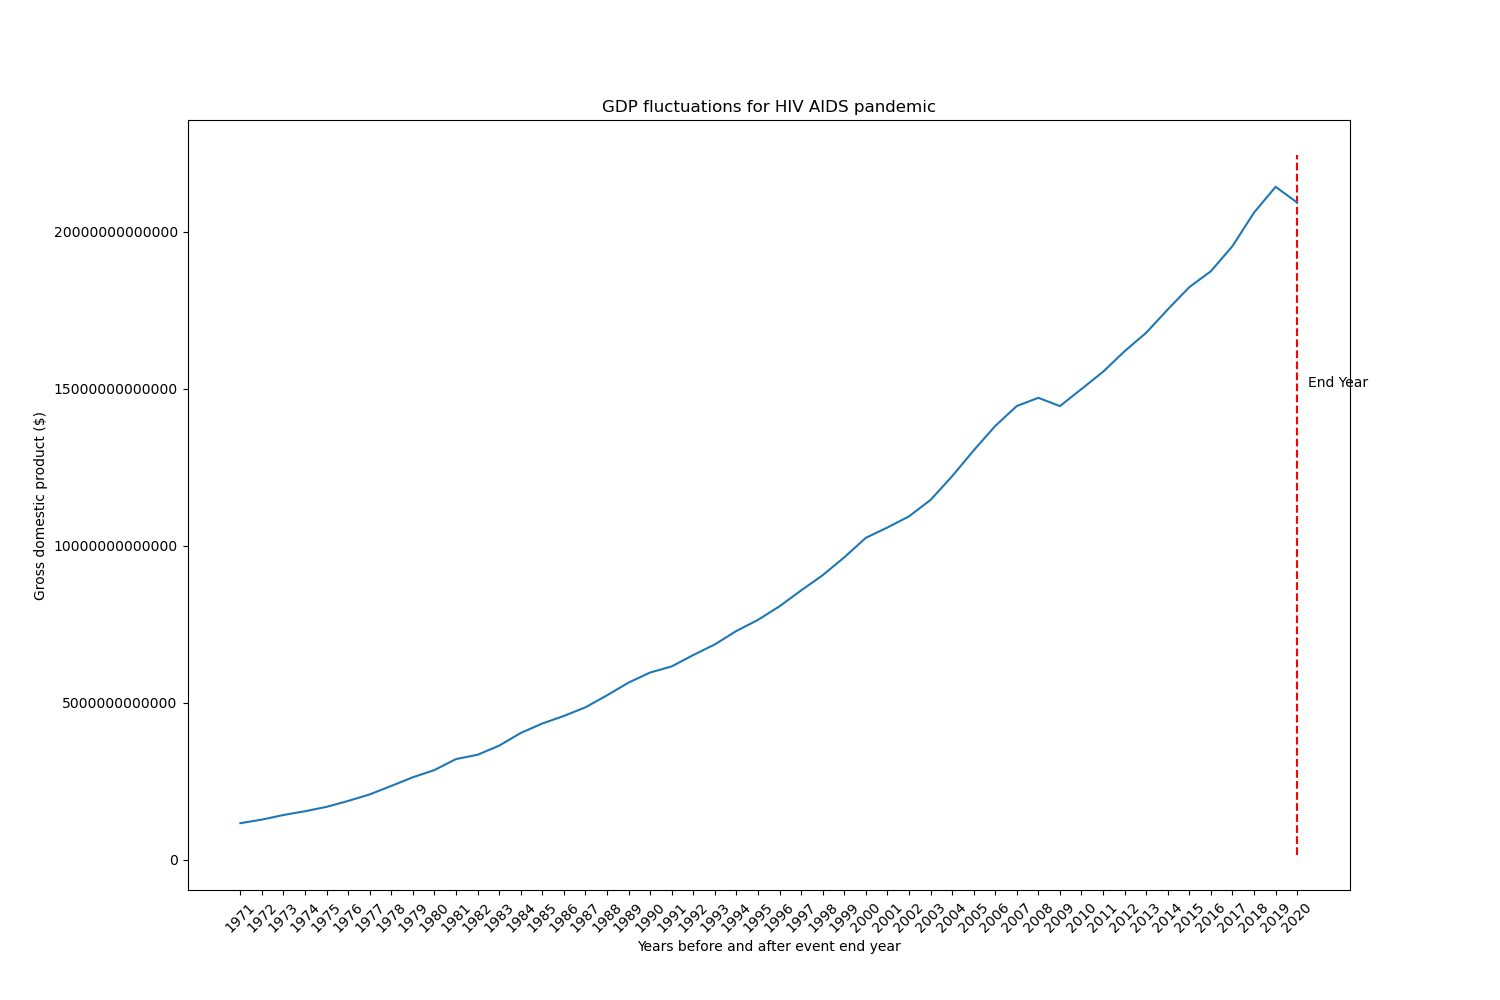 GDP fluctuations for HIV AIDS pandemic
Gross domestic product ($)
20000000000000
15000000000000
10000000000000
5000000000000
0
End Year
1971 1972 1973 1974 1975 1976 1977 1978 1979 1980 1981 1982 1983 1984 1985 1986 1987 1988 1989 1990 1991 1992 1993 1994 1995 1996 1997 1998 1999 2000 2001 2002 2003 2004 2005 2006 2007 2008 2009 2010 2011 2012 2013 2014 2015 2016 2017 2018 2019 2020
Years before and after event end year